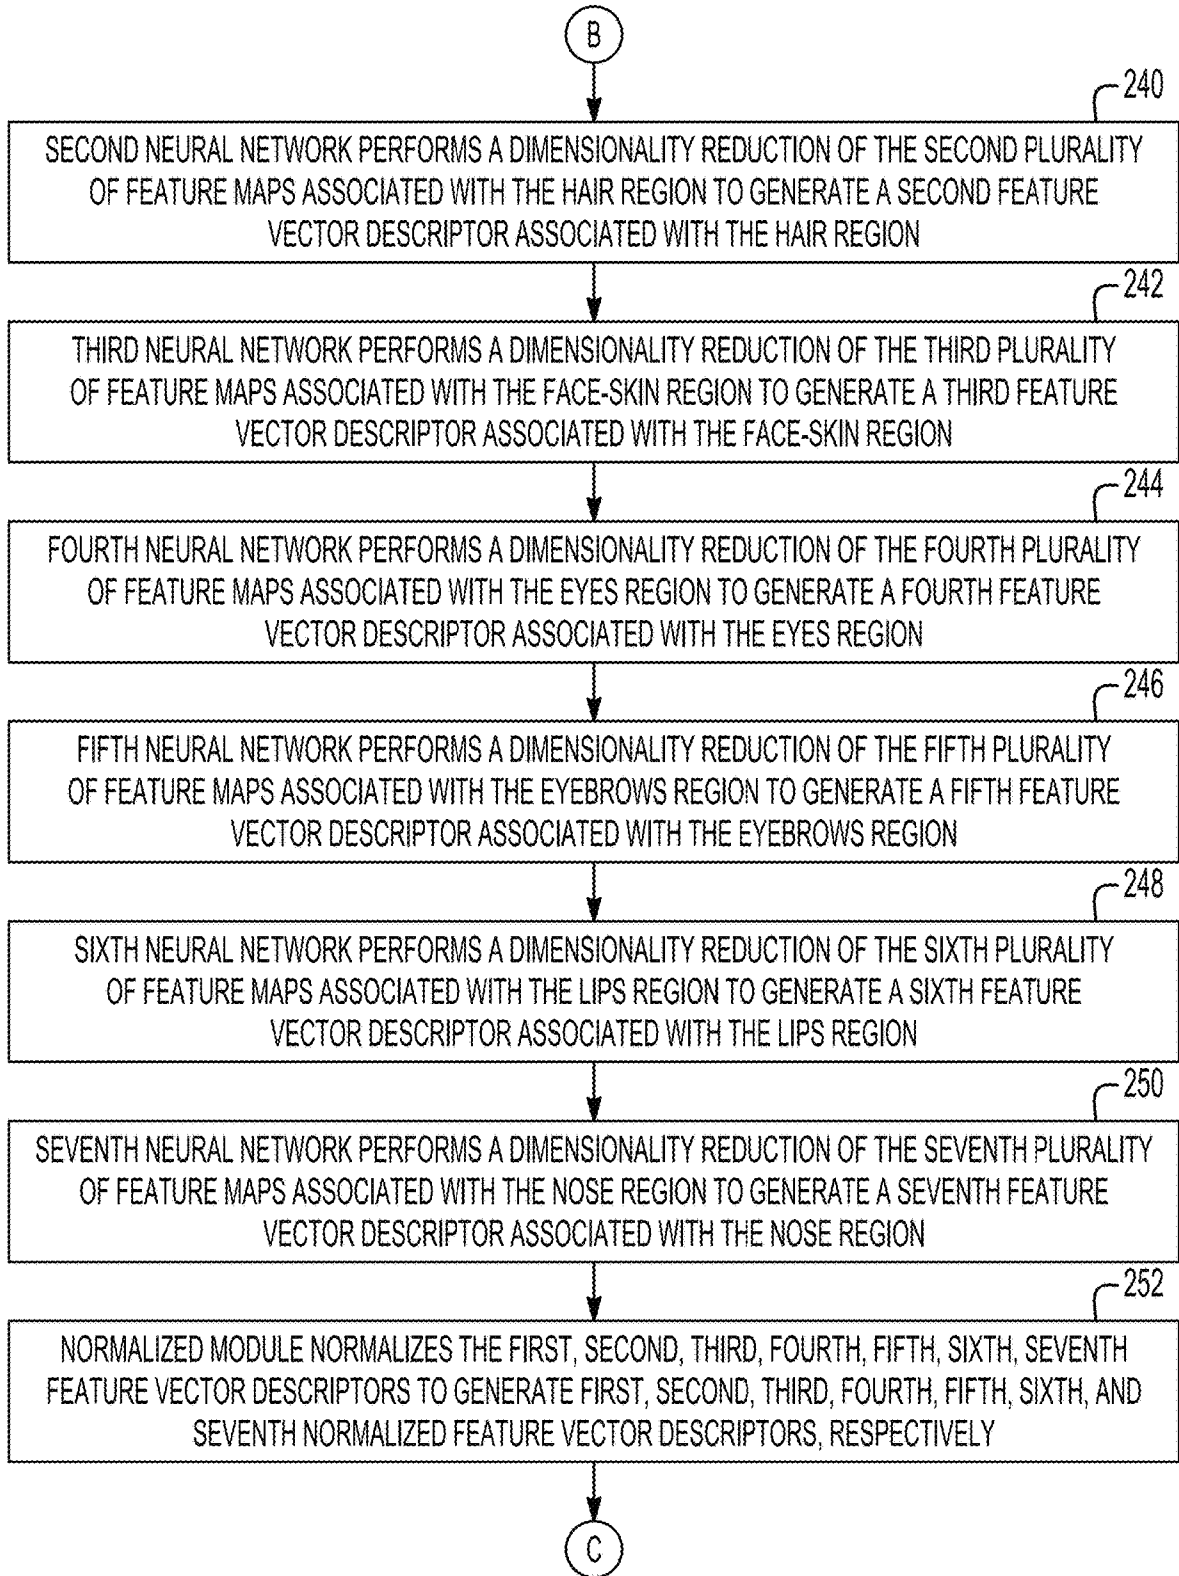 B
240
SECOND NEURAL NETWORK PERFORMS A DIMENSIONALITY REDUCTION OF THE SECOND PLURALITY
OF FEATURE MAPS ASSOCIATED WITH THE HAIR REGION TO GENERATE A SECOND FEATURE
VECTOR DESCRIPTOR ASSOCIATED WITH THE HAIR REGION
242
THIRD NEURAL NETWORK PERFORMS A DIMENSIONALITY REDUCTION OF THE THIRD PLURALITY
OF FEATURE MAPS ASSOCIATED WITH THE FACE-SKIN REGION TO GENERATE A THIRD FEATURE
VECTOR DESCRIPTOR ASSOCIATED WITH THE FACE-SKIN REGION
244
FOURTH NEURAL NETWORK PERFORMS A DIMENSIONALITY REDUCTION OF THE FOURTH PLURALITY
OF FEATURE MAPS ASSOCIATED WITH THE EYES REGION TO GENERATE A FOURTH FEATURE
VECTOR DESCRIPTOR ASSOCIATED WITH THE EYES REGION
246
FIFTH NEURAL NETWORK PERFORMS A DIMENSIONALITY REDUCTION OF THE FIFTH PLURALITY
OF FEATURE MAPS ASSOCIATED WITH THE EYEBROWS REGION TO GENERATE A FIFTH FEATURE
VECTOR DESCRIPTOR ASSOCIATED WITH THE EYEBROWS REGION
248
SIXTH NEURAL NETWORK PERFORMS A DIMENSIONALITY REDUCTION OF THE SIXTH PLURALITY
OF FEATURE MAPS ASSOCIATED WITH THE LIPS REGION TO GENERATE A SIXTH FEATURE
VECTOR DESCRIPTOR ASSOCIATED WITH THE LIPS REGION
250
SEVENTH NEURAL NETWORK PERFORMS A DIMENSIONALITY REDUCTION OF THE SEVENTH PLURALITY
OF FEATURE MAPS ASSOCIATED WITH THE NOSE REGION TO GENERATE A SEVENTH FEATURE
VECTOR DESCRIPTOR ASSOCIATED WITH THE NOSE REGION
252
NORMALIZED MODULE NORMALIZES THE FIRST, SECOND, THIRD, FOURTH, FIFTH, SIXTH, SEVENTH
FEATURE VECTOR DESCRIPTORS TO GENERATE FIRST, SECOND, THIRD, FOURTH, FIFTH, SIXTH, AND
SEVENTH NORMALIZED FEATURE VECTOR DESCRIPTORS, RESPECTIVELY
C